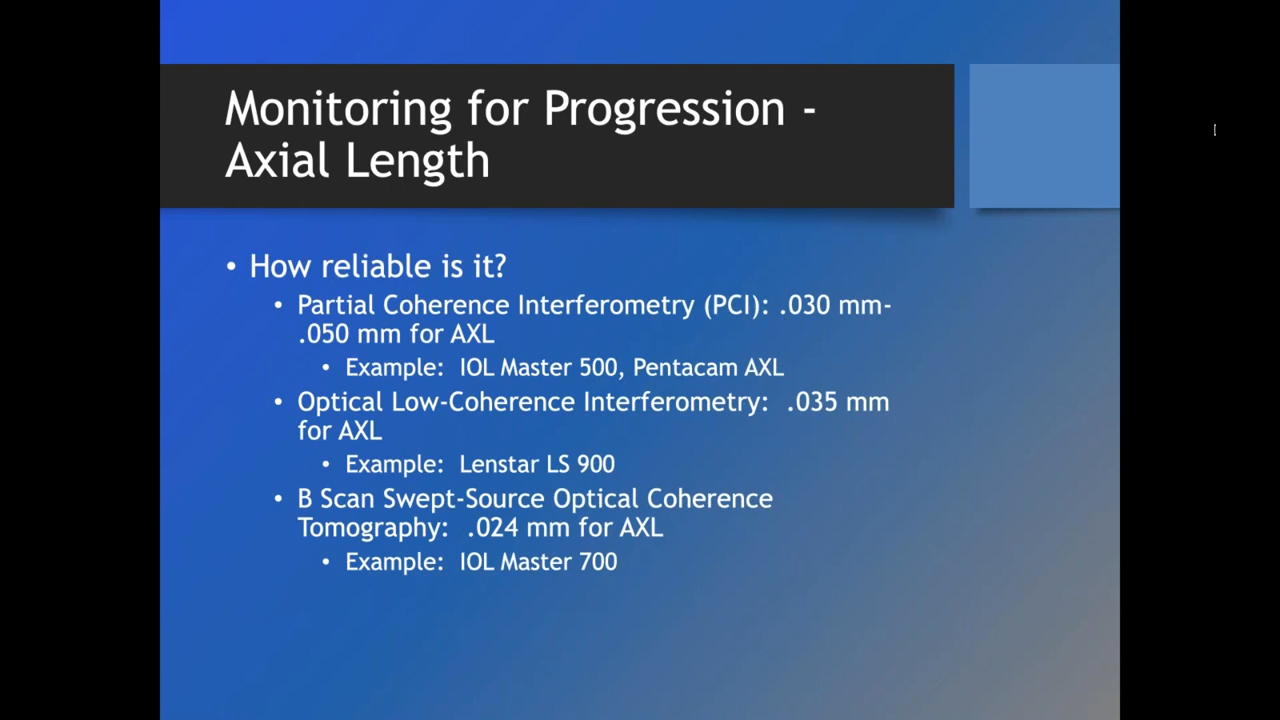 Monitoring for Progression -
Axial Length
• How reliable is it?
• Partial Coherence Interferometry (PCI): .030 mm-
.050 mm for AXL
• Example: IOL Master 500, Pentacam AXL
• Optical Low-Coherence Interferometry: .035 mm
for AXL
• Example: Lenstar LS 900
• B Scan Swept-Source Optical Coherence
Tomography: .024 mm for AXL
• Example: IOL Master 700